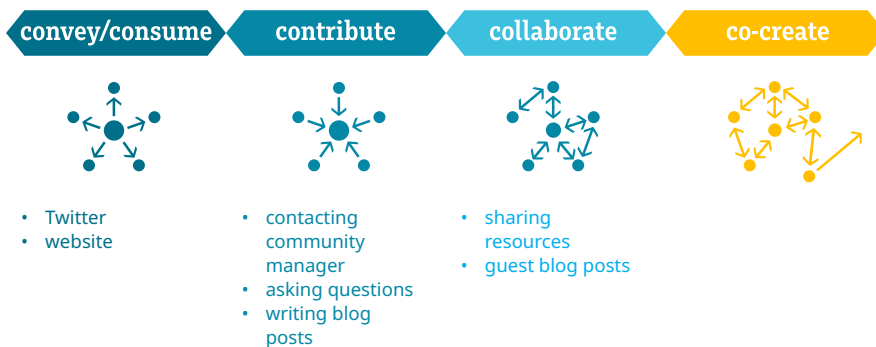 convey/consume
contribute
collaborate
co-create
• Twitter
• website
• contacting
community
manager
• asking questions
• writing blog
posts
• sharing
resources
• guest blog posts